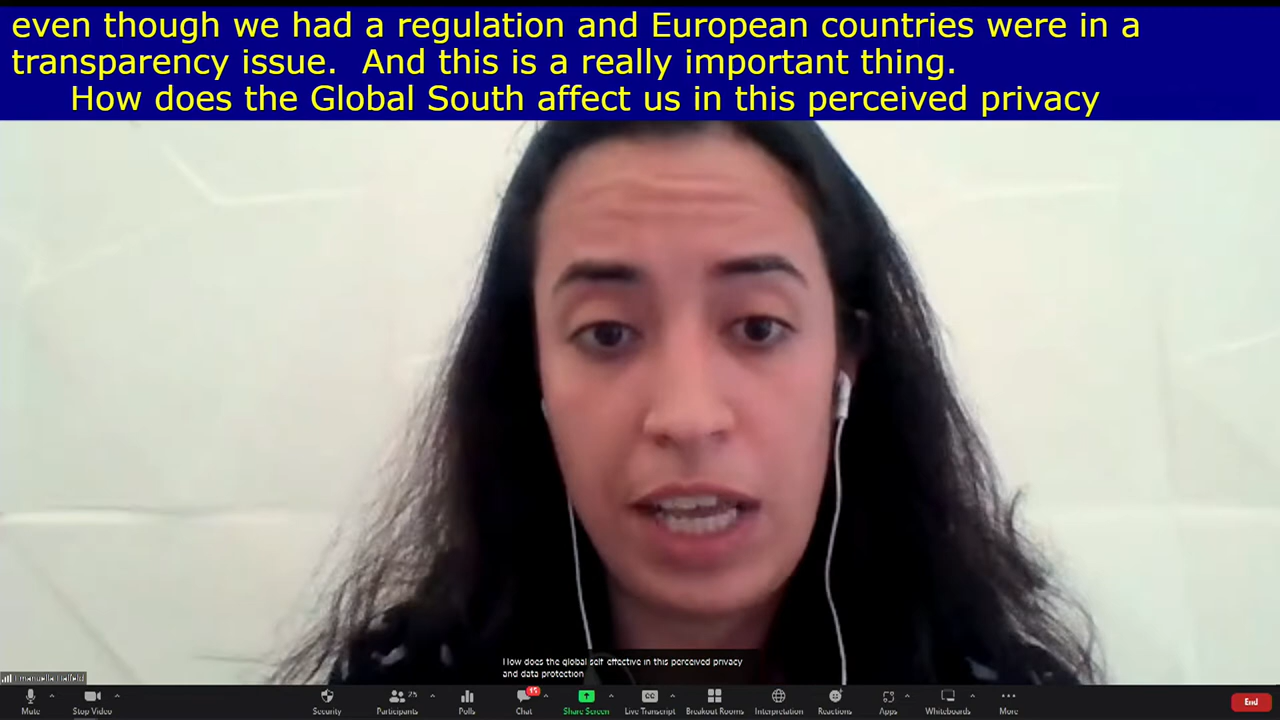 even though we had a regulation and European countries were in a
transparency issue.  And this is a really important thing.
How does the Global South affect us in this perceived privacy
How does the global self effective in this perceived privacy
and data protection
Mute
Stop Video
Security
75
Participants
Polls
15
Chat
Share Screen
CC
Live Transcript
Breakout Rooms
Interpretation
Reactions
Apps
Whiteboards
More
End